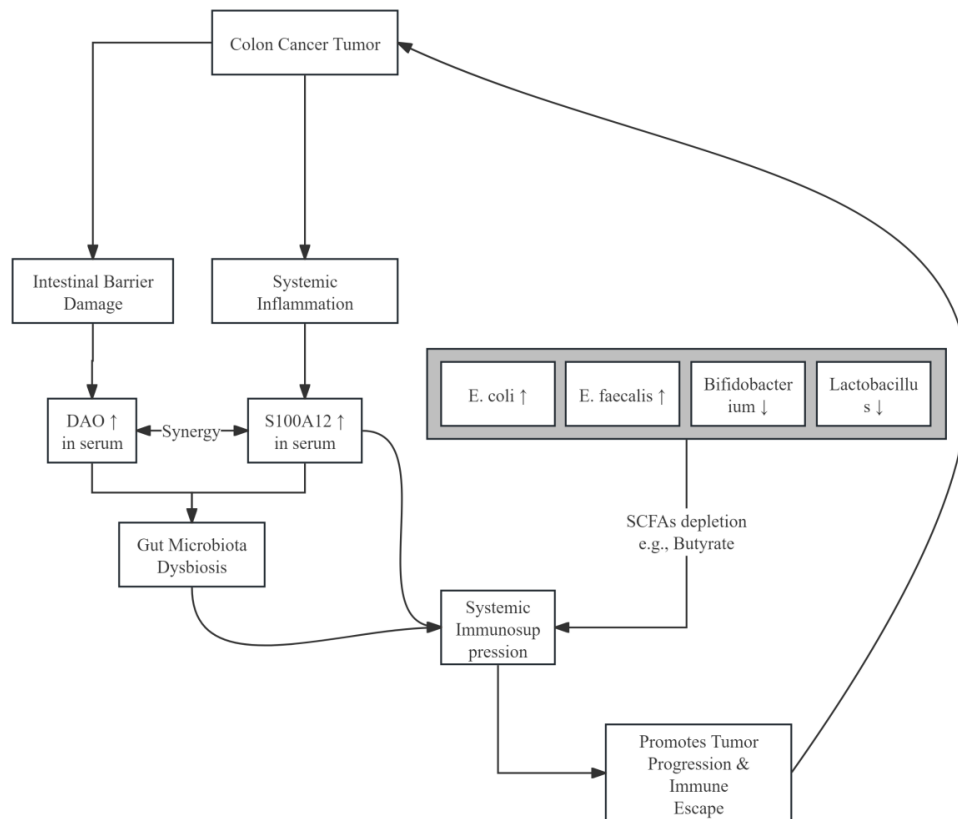 Colon Cancer Tumor
Intestinal Barrier
Damage
Systemic
Inflammation
E. coli ↑
E. faecalis ↑
Bifidobacter
ium ↓
Lactobacillu
s ↓
DAO ↑
in serum
Synergy
S100A12 ↑
in serum
SCFAs depletion
e.g., Butyrate
Gut Microbiota
Dysbiosis
Systemic
Immunosup
pression
Promotes Tumor
Progression &
Immune
Escape